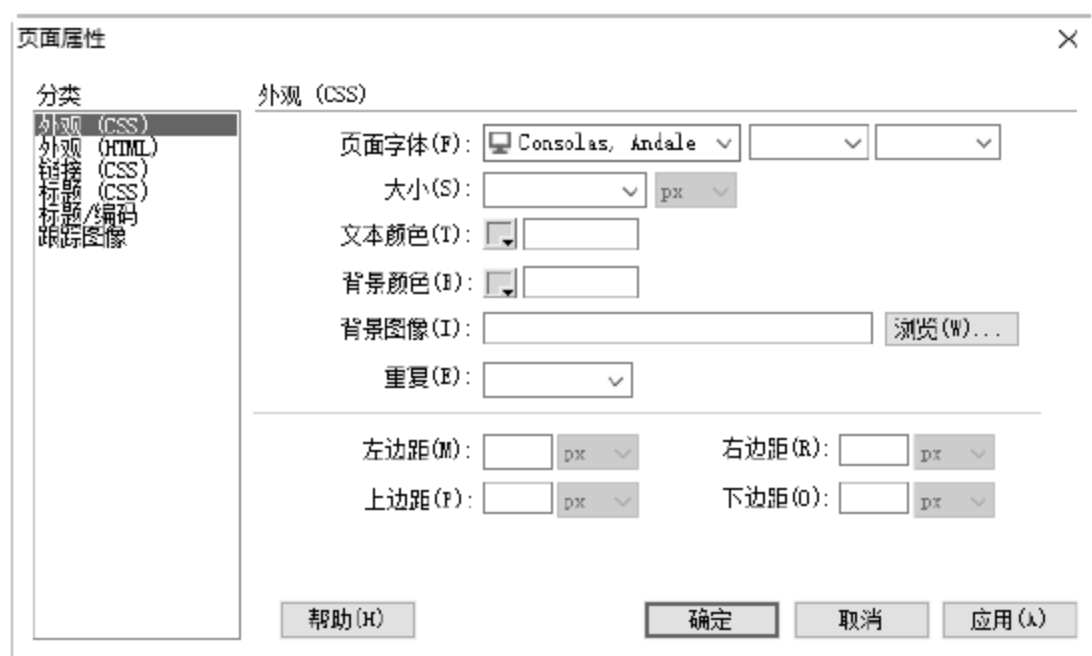 页面属性
分类
外观 (CSS)
外观 (HTML)
链接 (CSS)
标题 (CSS)
标题/编码
跟踪图像
外观 (CSS)
页面字体(F): Consolas, Andale
大小(S): px
文本颜色(T):
背景颜色(B):
背景图像(I): 浏览(W)...
重复(E):
左边距(M): px 右边距(R): px
上边距(P): px 下边距(O): px
帮助(H) 确定 取消 应用(A)